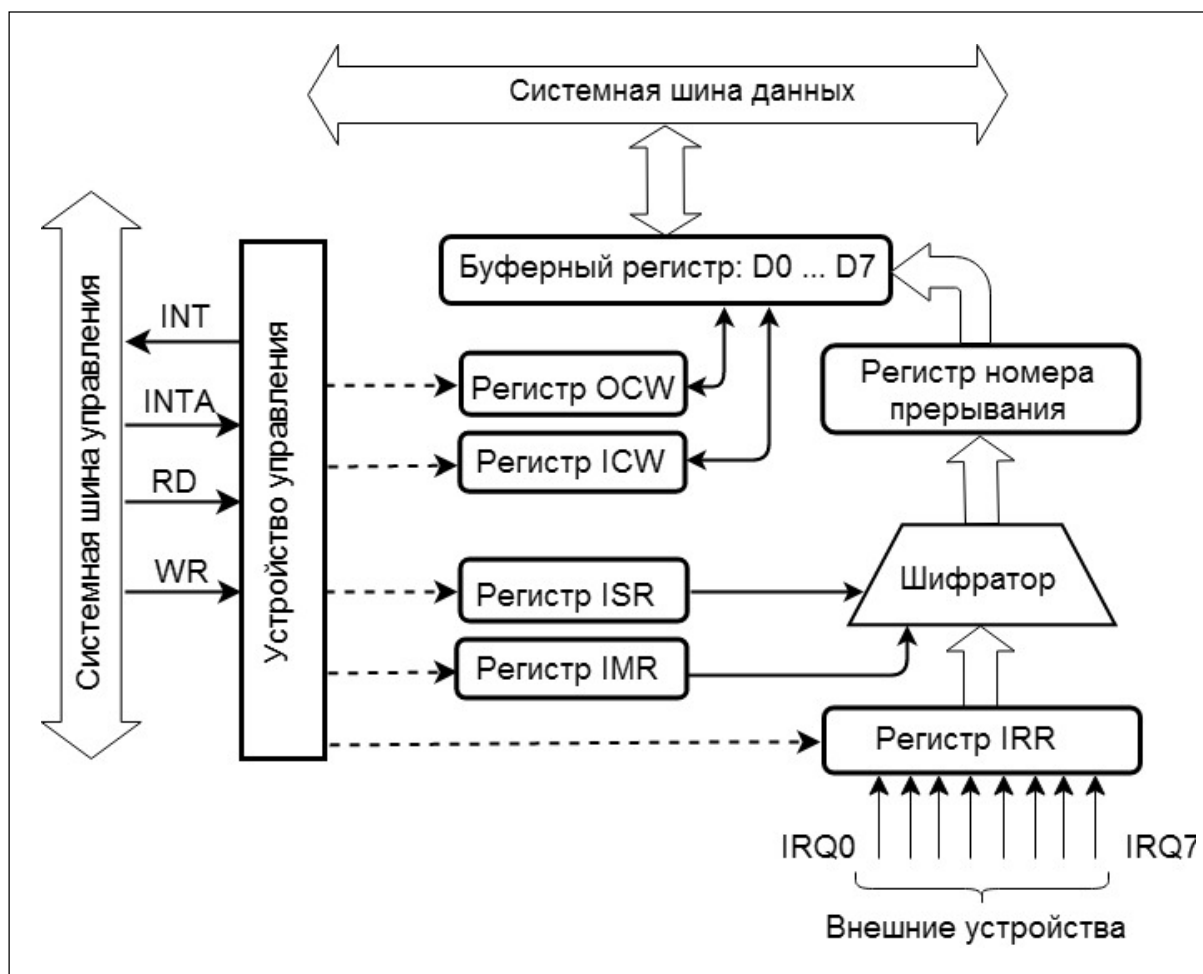 Системная шина данных
Системная шина управления
INT
INTA
RD
WR
Устройство управления
Буферный регистр: D0 ... D7
Регистр OCW
Регистр ICW
Регистр ISR
Регистр IMR
Регистр номера
прерывания
Шифратор
Регистр IRR
IRQ0
IRQ7
Внешние устройства